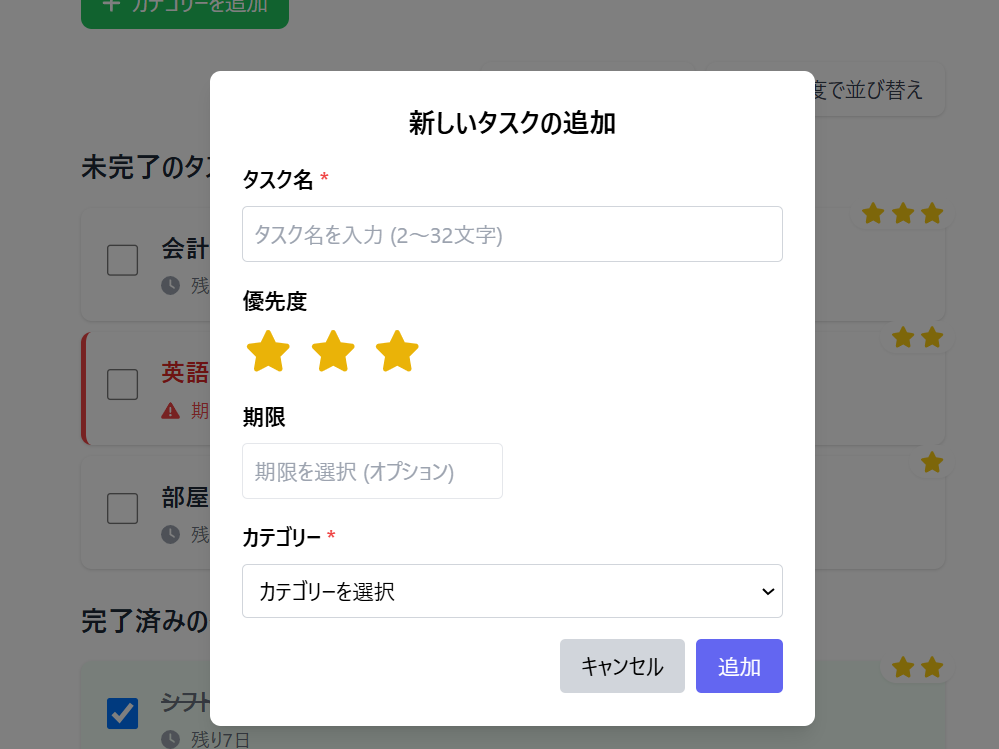 カテゴリーを追加
度で並び替え
新しいタスクの追加
未完了のタ
タスク名 *
タスク名を入力 (2〜32文字)
会計
残
優先度
英語
期
期限
期限を選択 (オプション)
部屋
残
カテゴリー *
カテゴリーを選択
完了済みの
キャンセル
追加
シフト
残り7日